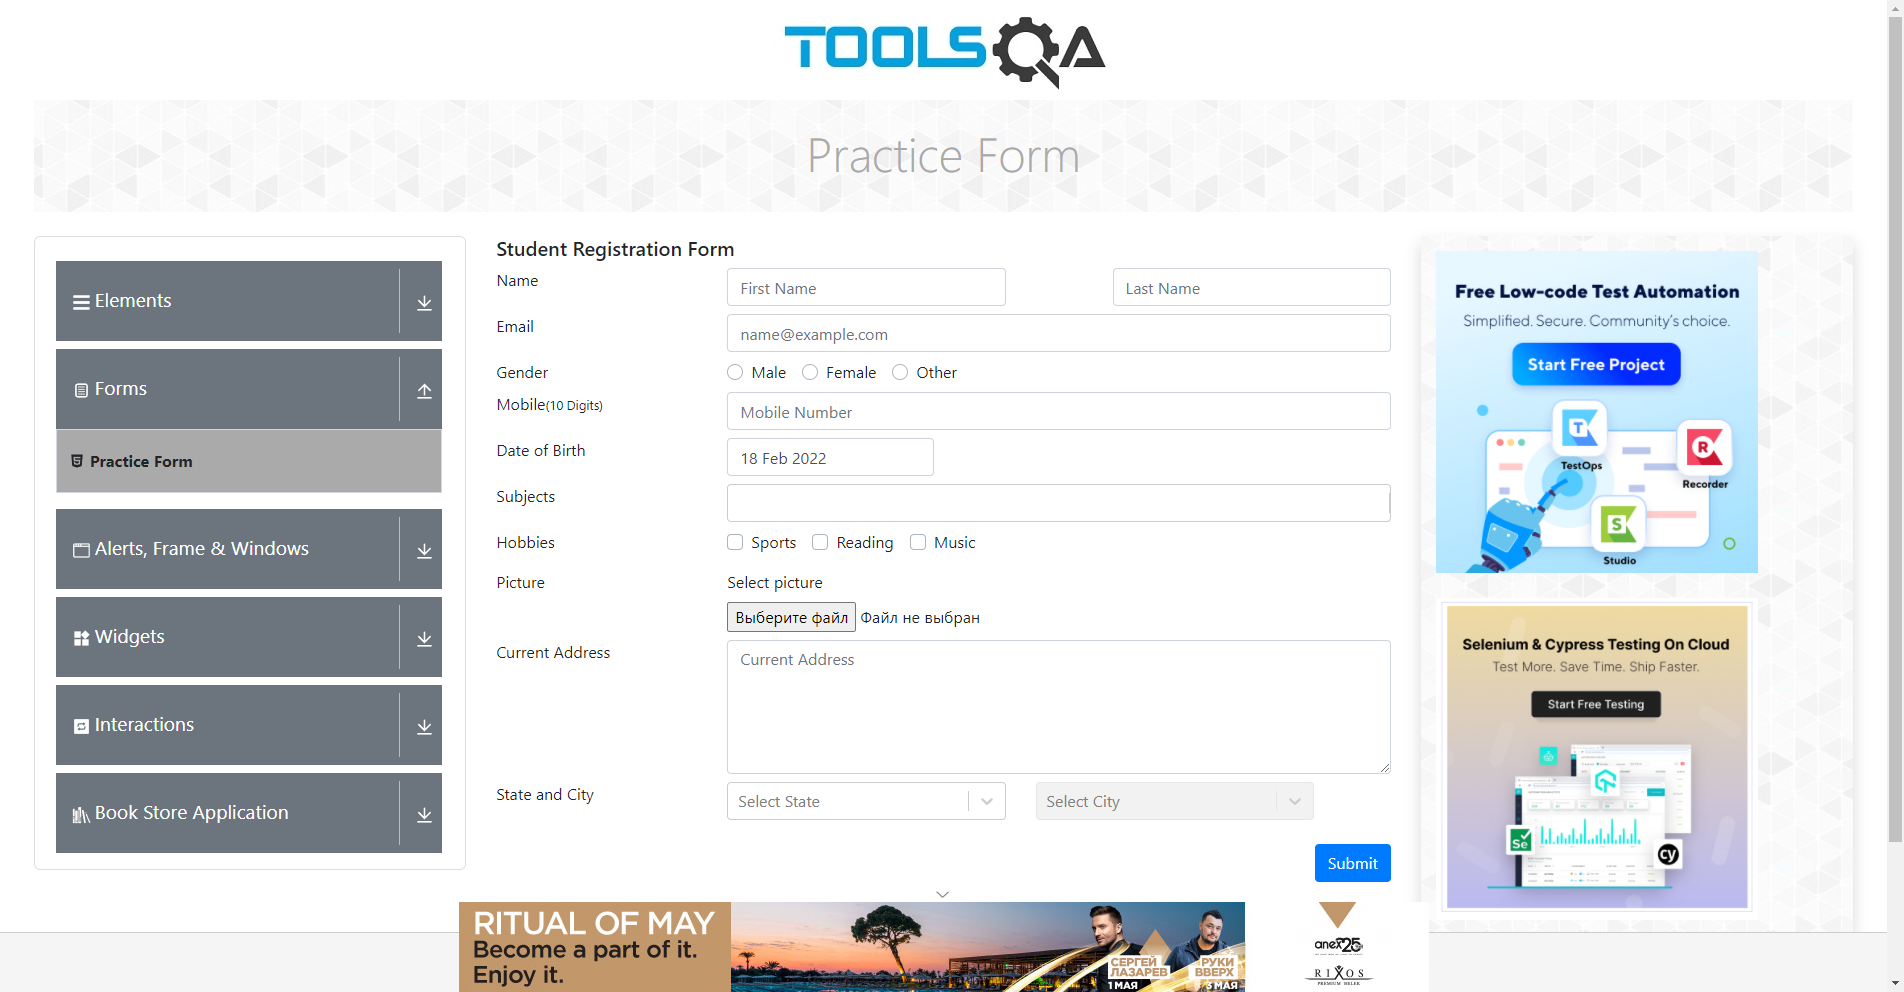 TOOLSQA
Practice Form
Elements
Forms
Practice Form
Alerts, Frame & Windows
Widgets
Interactions
Book Store Application
Student Registration Form
Name
First Name
Last Name
Email
name@example.com
Gender
Male
Female
Other
Mobile(10 Digits)
Mobile Number
Date of Birth
18 Feb 2022
Subjects
Hobbies
Sports
Reading
Music
Picture
Select picture
Выберите файл Файл не выбран
Current Address
Current Address
State and City
Select State
Select City
Submit
Free Low-code Test Automation
Simplified. Secure. Community's choice.
Start Free Project
TestOps
Recorder
Studio
Selenium & Cypress Testing On Cloud
Test More. Save Time. Ship Faster.
Start Free Testing
Se
cy
RITUAL OF MAY
Become a part of it.
Enjoy it.
СЕРГЕЙ
ЛАЗАРЕВ
1 МАЯ
РУКИ
ВВЕРХ
3 МАЯ
anex25
RIXOS
PREMIUM BELEK